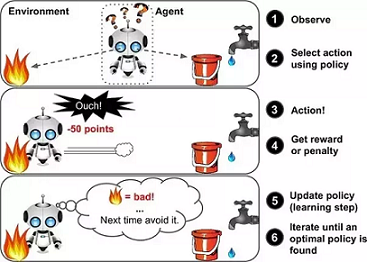 Environment
Agent
? ? ?
1 Observe
2 Select action
using policy
Ouch!
-50 points
3 Action!
4 Get reward
or penalty
= bad!
...
Next time avoid it.
5 Update policy
(learning step)
6 Iterate until an
optimal policy is
found